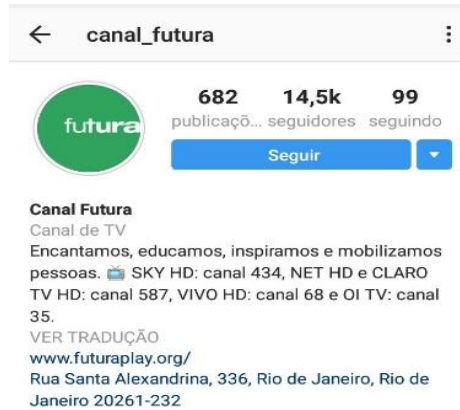 canal_futura
682 14,5k 99
publicaçõ... seguidores seguindo
futura
Seguir
Canal Futura
Canal de TV
Encantamos, educamos, inspiramos e mobilizamos
pessoas. 📺 SKY HD: canal 434, NET HD e CLARO
TV HD: canal 587, VIVO HD: canal 68 e OI TV: canal
35.
VER TRADUÇÃO
www.futuraplay.org/
Rua Santa Alexandrina, 336, Rio de Janeiro, Rio de
Janeiro 20261-232